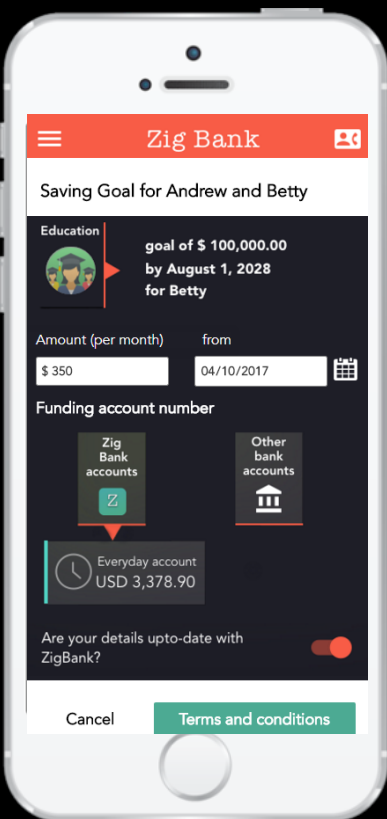 Zig Bank
Saving Goal for Andrew and Betty
Education
goal of $ 100,000.00
by August 1, 2028
for Betty
Amount (per month)
from
$ 350
04/10/2017
Funding account number
Zig
Bank
accounts
Z
Other
bank
accounts
Everyday account
USD 3,378.90
Are your details upto-date with
ZigBank?
Cancel
Terms and conditions